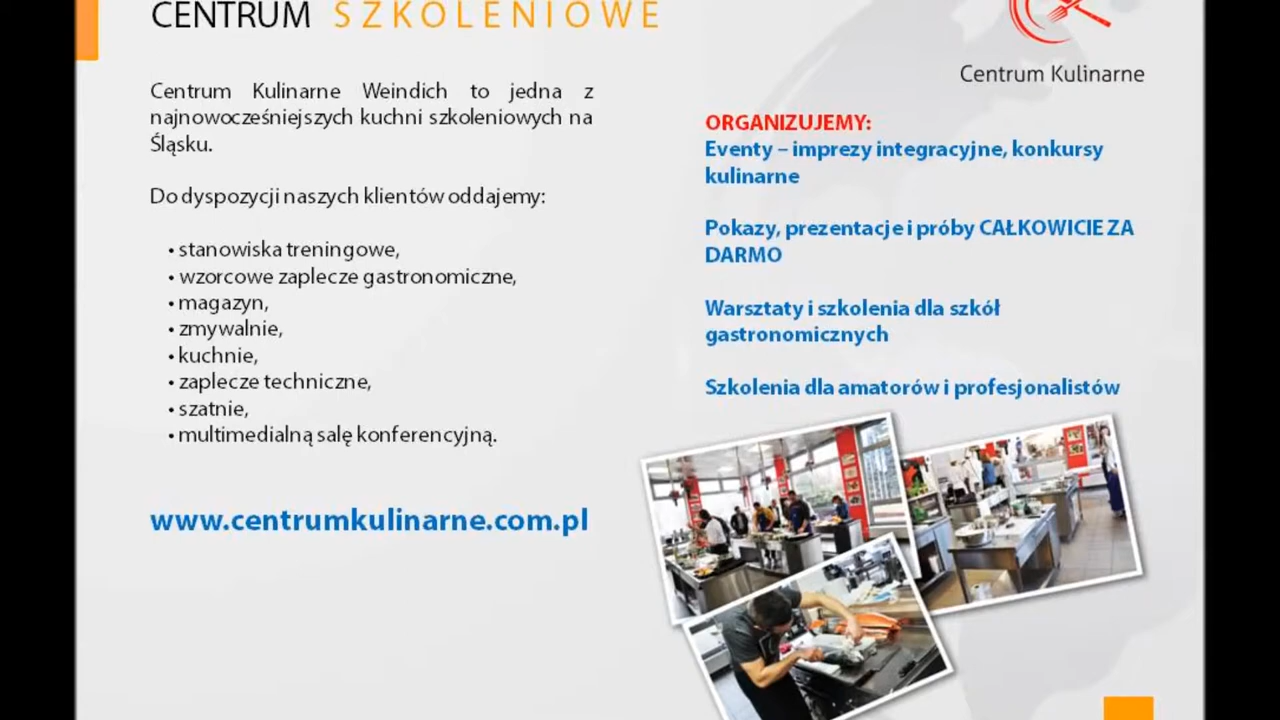 CENTRUM SZKOLENIOWE
Centrum Kulinarne
Centrum Kulinarne Weindich to jedna z
najnowocześniejszych kuchni szkoleniowych na
Śląsku.
Do dyspozycji naszych klientów oddajemy:
• stanowiska treningowe,
• wzorcowe zaplecze gastronomiczne,
• magazyn,
• zmywalnie,
• kuchnie,
• zaplecze techniczne,
• szatnie,
• multimedialną salę konferencyjną.
www.centrumkulinarne.com.pl
ORGANIZUJEMY:
Eventy – imprezy integracyjne, konkursy
kulinarne
Pokazy, prezentacje i próby CAŁKOWICIE ZA
DARMO
Warsztaty i szkolenia dla szkół
gastronomicznych
Szkolenia dla amatorów i profesjonalistów